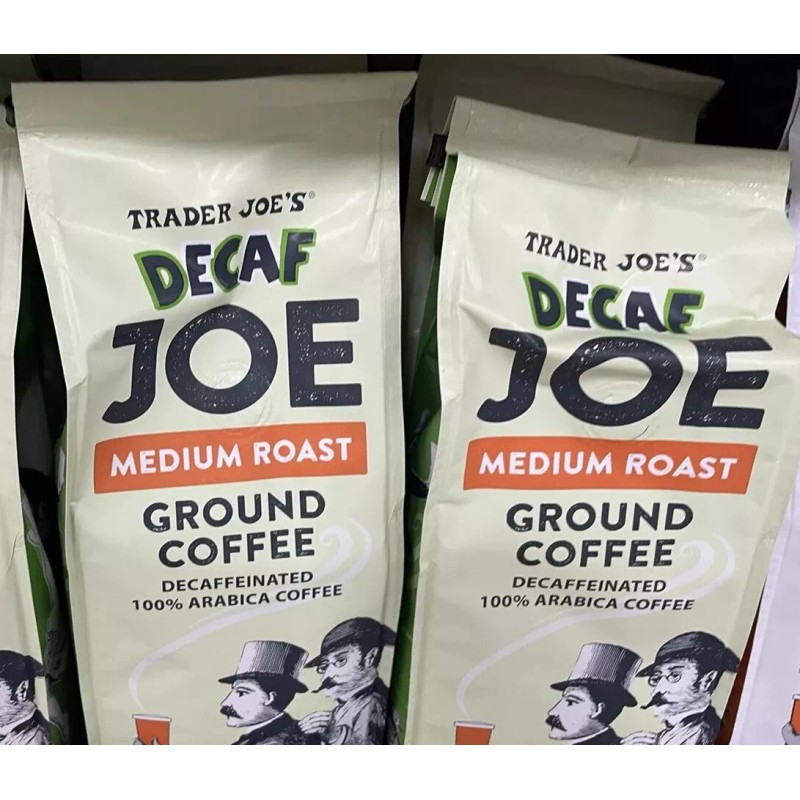 TRADER JOE'S®
DECAF
JOE
MEDIUM ROAST
GROUND
COFFEE
DECAFFEINATED
100% ARABICA COFFEE
TRADER JOE'S®
DECAF
JOE
MEDIUM ROAST
GROUND
COFFEE
DECAFFEINATED
100% ARABICA COFFEE